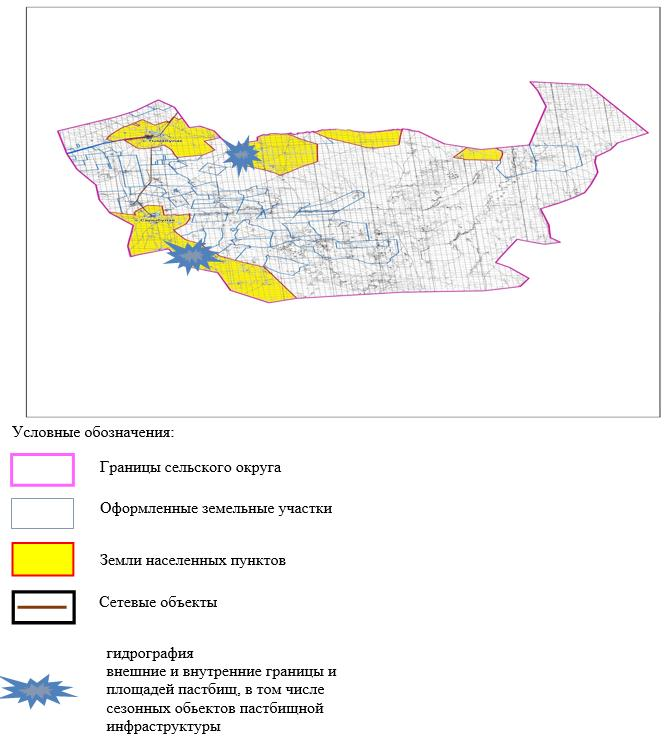 Условные обозначения:
Границы сельского округа
Оформленные земельные участки
Земли населенных пунктов
Сетевые объекты
гидрография
внешние и внутренние границы и
площадей пастбищ, в том числе
сезонных обьектов пастбищной
инфраструктуры